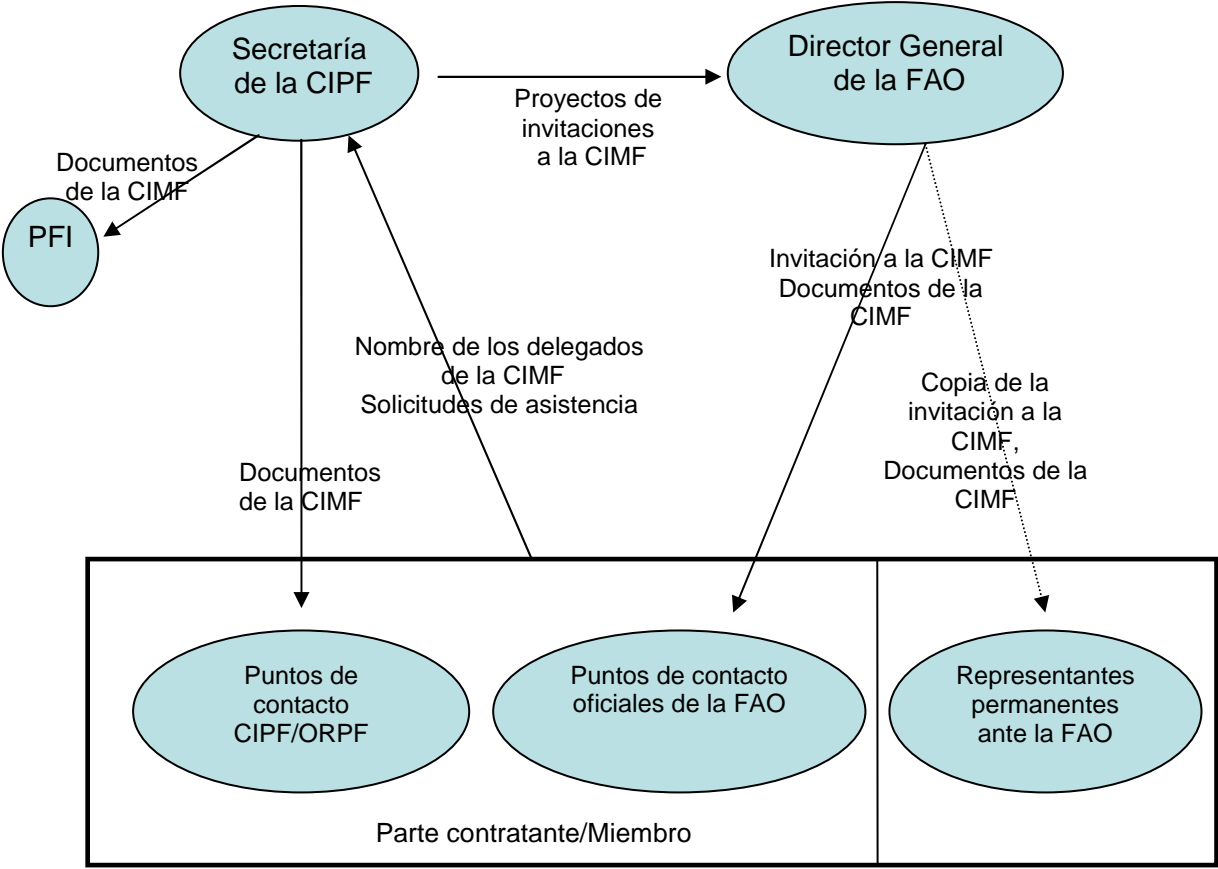 Secretaría
de la CIPF
Director General
de la FAO
Proyectos de
invitaciones
a la CIMF
Documentos
de la CIMF
PFI
Invitación a la CIMF
Documentos de la
CIMF
Nombre de los delegados
de la CIMF
Solicitudes de asistencia
Copia de la
invitación a la
CIMF,
Documentos de la
CIMF
Documentos
de la CIMF
Puntos de
contacto
CIPF/ORPF
Puntos de contacto
oficiales de la FAO
Representantes
permanentes
ante la FAO
Parte contratante/Miembro